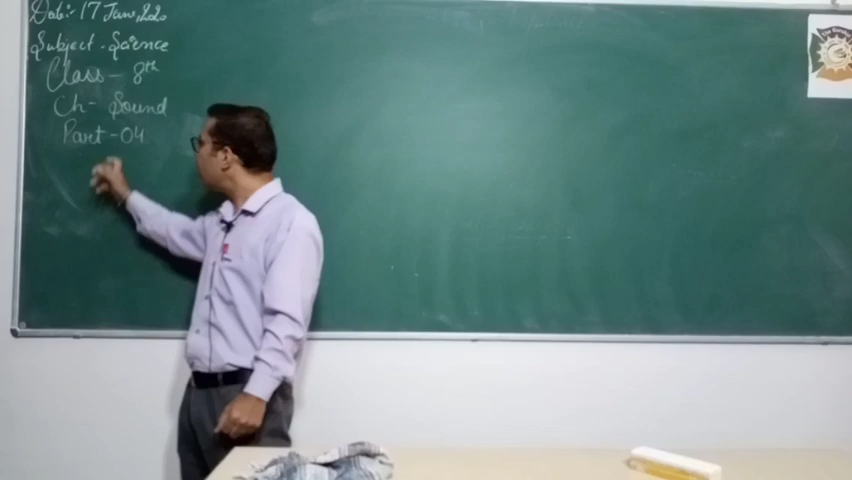 Date:- 17 Jan, 2020
Subject - Science
Class - 8th
Ch- Sound
Part-04